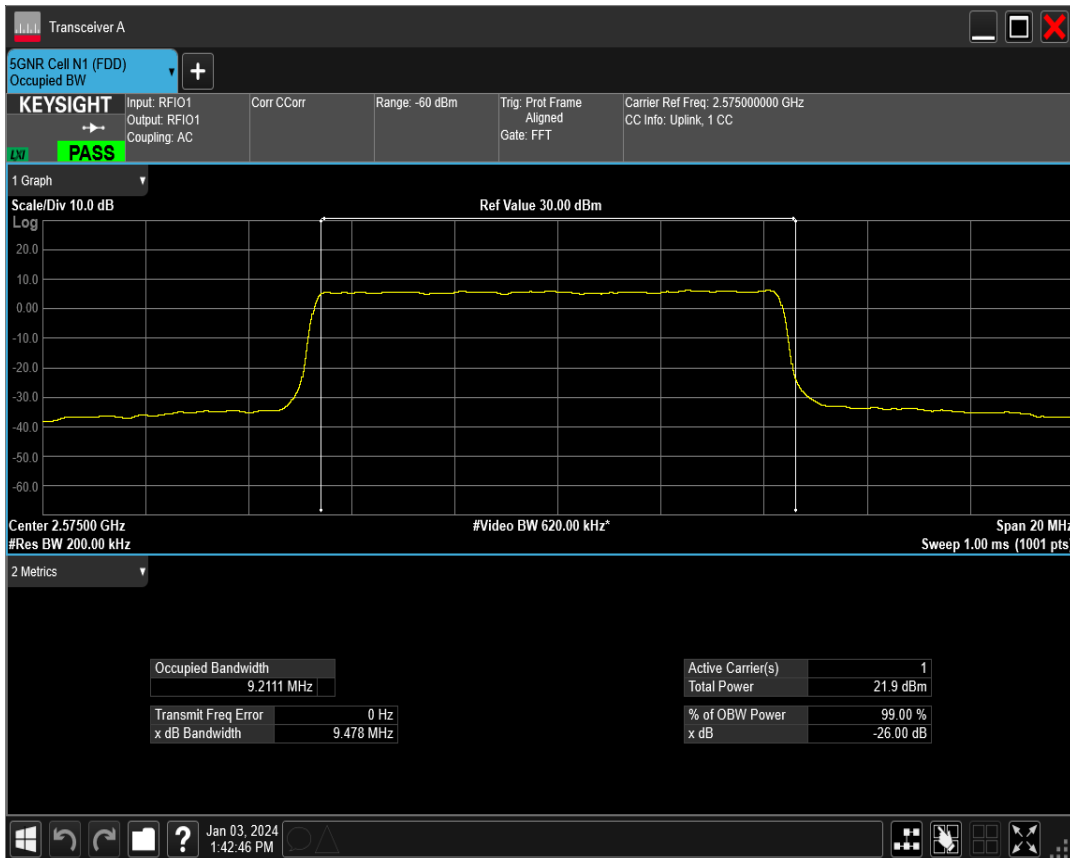 Transceiver A
5GNR Cell N1 (FDD)
Occupied BW
KEYSIGHT
LXI
PASS
Input: RFIO1
Output: RFIO1
Coupling: AC
Corr CCorr
Range: -60 dBm
Trig: Prot Frame
Aligned
Gate: FFT
Carrier Ref Freq: 2.575000000 GHz
CC Info: Uplink, 1 CC
1 Graph
Scale/Div 10.0 dB
Ref Value 30.00 dBm
Log
20.0
10.0
0.00
-10.0
-20.0
-30.0
-40.0
-50.0
-60.0
Center 2.57500 GHz
#Video BW 620.00 kHz*
Span 20 MHz
#Res BW 200.00 kHz
Sweep 1.00 ms (1001 pts)
2 Metrics
Occupied Bandwidth
9.2111 MHz
Transmit Freq Error 0 Hz
x dB Bandwidth 9.478 MHz
Active Carrier(s) 1
Total Power 21.9 dBm
% of OBW Power 99.00 %
x dB -26.00 dB
?
Jan 03, 2024
1:42:46 PM